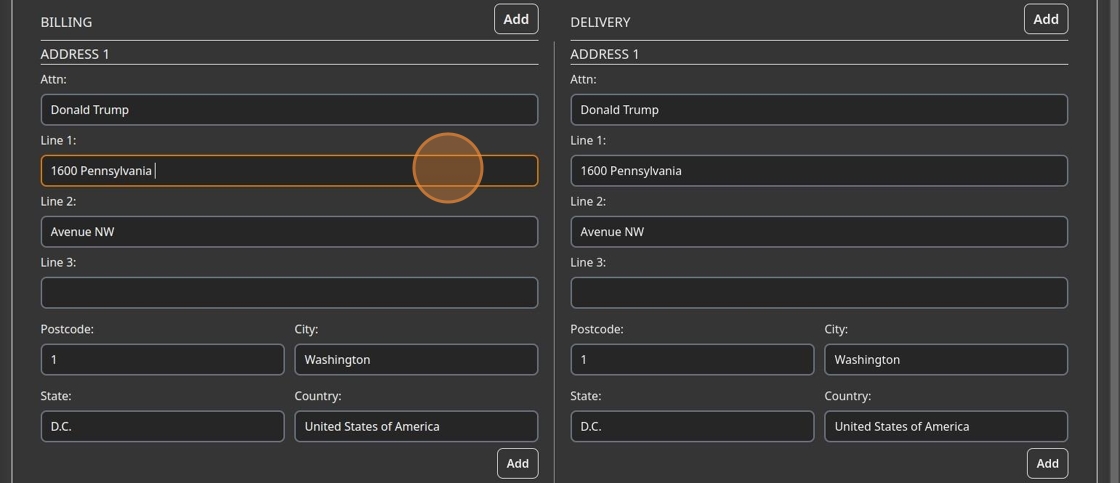 BILLING
Add
ADDRESS 1
Attn:
Donald Trump
Line 1:
1600 Pennsylvania
Line 2:
Avenue NW
Line 3:
Postcode: City:
1 Washington
State: Country:
D.C. United States of America
Add
DELIVERY
Add
ADDRESS 1
Attn:
Donald Trump
Line 1:
1600 Pennsylvania
Line 2:
Avenue NW
Line 3:
Postcode: City:
1 Washington
State: Country:
D.C. United States of America
Add